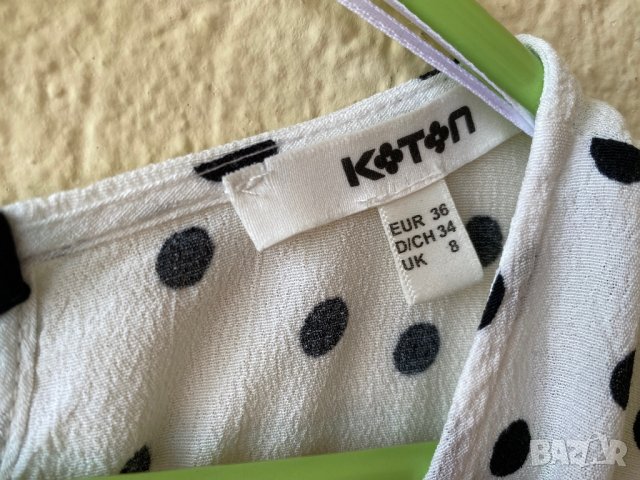 KOTON
EUR 36
D/CH 34
UK 8
BAZAR